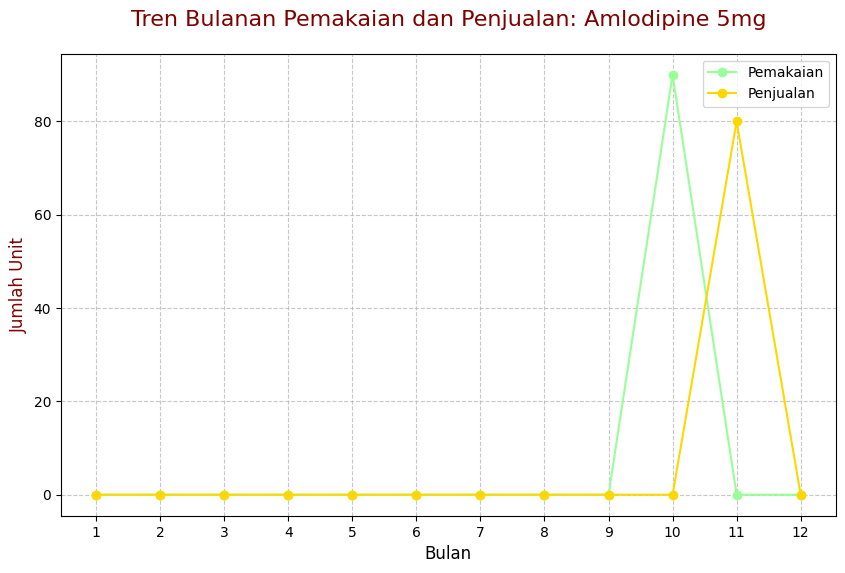 Tren Bulanan Pemakaian dan Penjualan: Amlodipine 5mg
Pemakaian
Penjualan
Jumlah Unit
80
60
40
20
0
1 2 3 4 5 6 7 8 9 10 11 12
Bulan